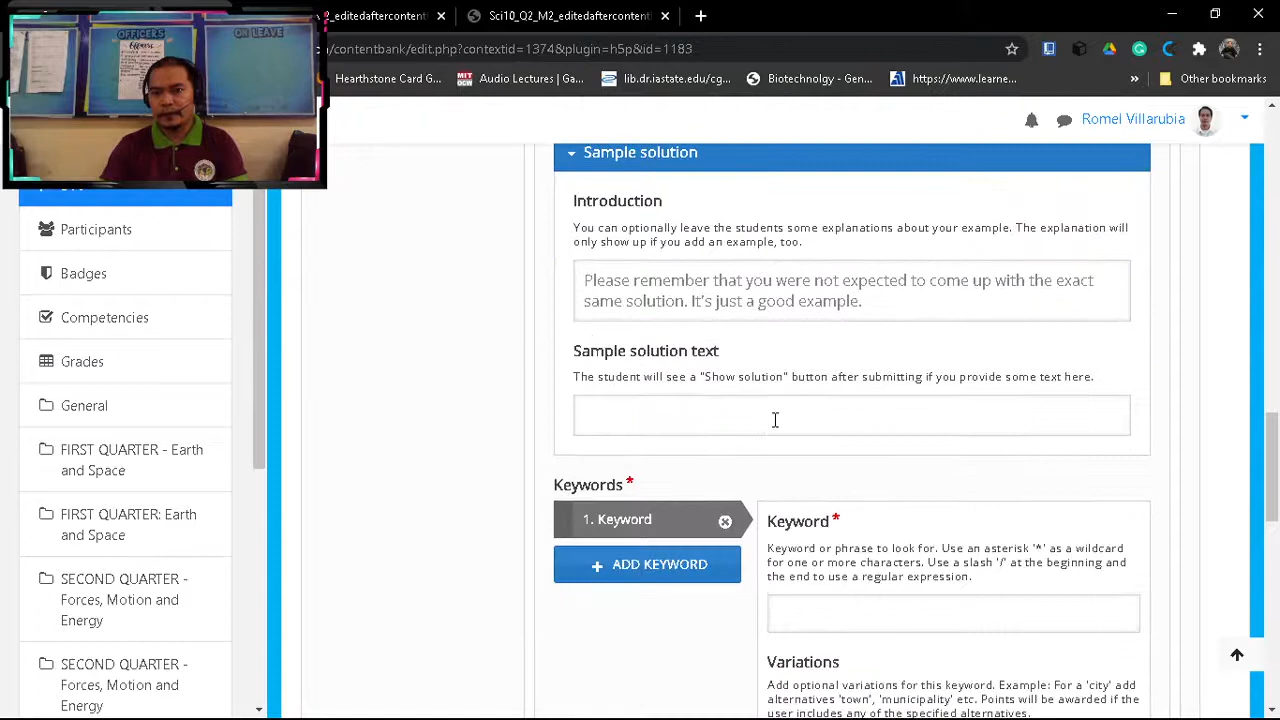 OFFICERS
ON LEAVE
/contentbank/
t.php?contextid=13
=h5p&id=1
Hearthstone
Audio Lectures
lib.dr.iastate.edu/cg...
Biotechnology Jour...
https://www.learne...
»
Other bookmarks
Romel Villarubia
Participants
Badges
Competencies
Grades
General
FIRST QUARTER - Earth
and Space
FIRST QUARTER: Earth
and Space
SECOND QUARTER -
Forces, Motion and
Energy
SECOND QUARTER -
Forces, Motion and
Energy
Sample solution
Introduction
You can optionally leave the students some explanations about your example. The explanation will
only show up if you add an example, too.
Please remember that you were not expected to come up with the exact
same solution. It's just a good example.
Sample solution text
The student will see a "Show solution" button after submitting if you provide some text here.
Keywords *
1. Keyword
+ ADD KEYWORD
Keyword *
Keyword or phrase to look for. Use an asterisk '*' as a wildcard
for one or more characters. Use a slash '/' at the beginning and
the end to use a regular expression.
Variations
Add optional variations for this keyword. Example: For a 'city' add
alternatives 'town', 'municipality' etc. Points will be awarded if the
user includes any of the specified alternatives.